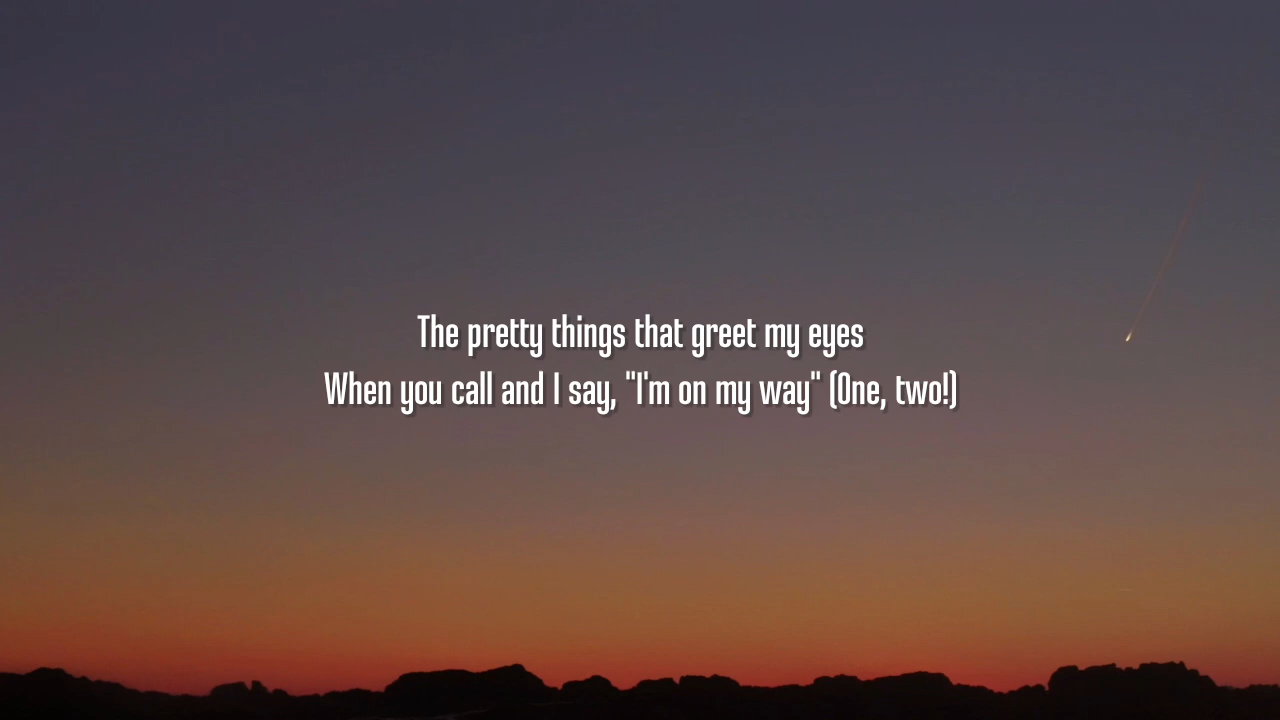 The pretty things that greet my eyes
When you call and I say, "I'm on my way" (One, two!)